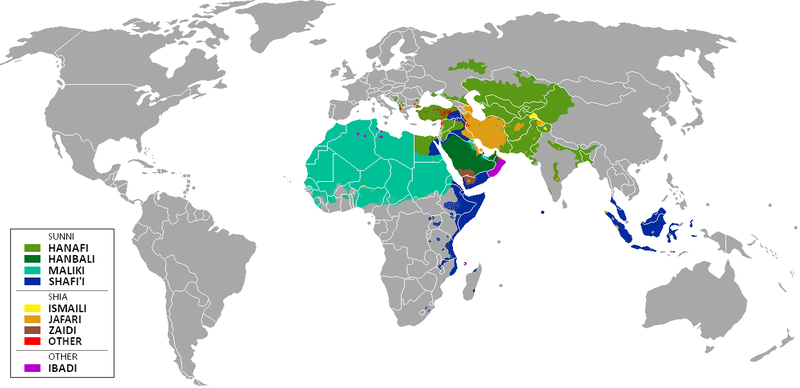 SUNNI
HANAFI
HANBALI
MALIKI
SHAFI'I
SHIA
ISMAILI
JAFARI
ZAIDI
OTHER
OTHER
IBADI